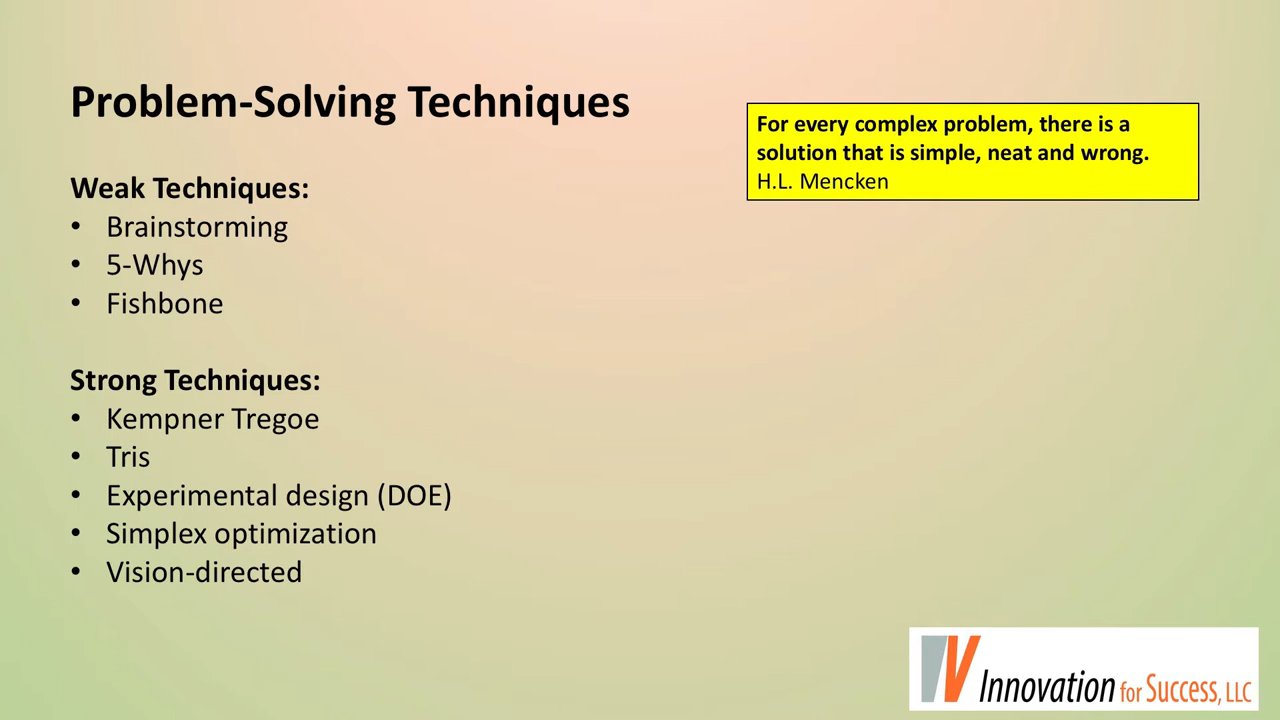 Problem-Solving Techniques
For every complex problem, there is a
solution that is simple, neat and wrong.
H.L. Mencken
Weak Techniques:
• Brainstorming
• 5-Whys
• Fishbone
Strong Techniques:
• Kempner Tregoe
• Tris
• Experimental design (DOE)
• Simplex optimization
• Vision-directed
Innovation for Success, LLC